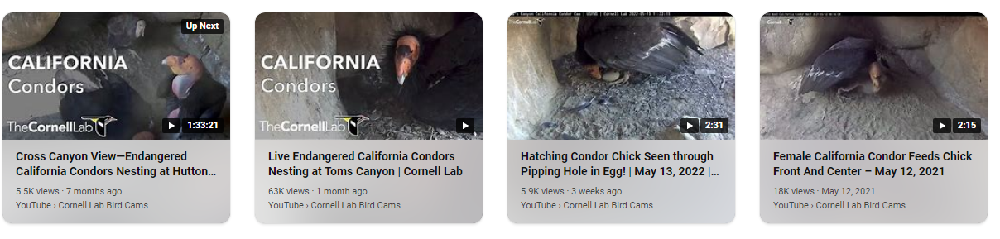 Up Next
CALIFORNIA
Condors
TheCornellLab
1:33:21
Cross Canyon View—Endangered
California Condors Nesting at Hutton...
5.5K views · 7 months ago
YouTube › Cornell Lab Bird Cams
CALIFORNIA
Condors
TheCornellLab
Live Endangered California Condors
Nesting at Toms Canyon | Cornell Lab
63K views · 1 month ago
YouTube › Cornell Lab Bird Cams
CornellLab
2:31
Hatching Condor Chick Seen through
Pipping Hole in Egg! | May 13, 2022 |...
5.9K views · 3 weeks ago
YouTube › Cornell Lab Bird Cams
2:15
Female California Condor Feeds Chick
Front And Center – May 12, 2021
18K views · May 12, 2021
YouTube › Cornell Lab Bird Cams